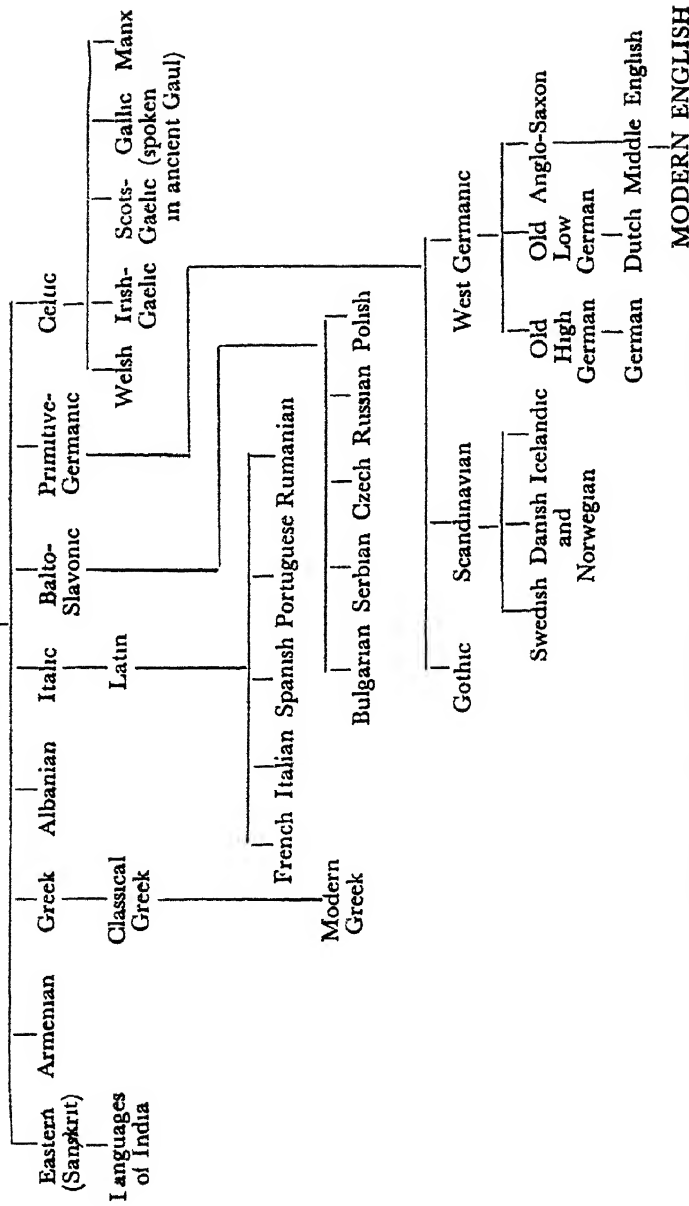 Eastern Armenian Greek Albanian Italic Balto- Primitive- Celtic
(Sanskrit) Slavonic Germanic
Languages Classical Latin
of India Greek
Welsh Irish- Scots- Gallic Manx
Gaelic Gaelic (spoken
in ancient Gaul)
French Italian Spanish Portuguese Rumanian
Modern
Greek
Bulgarian Serbian Czech Russian Polish
Gothic Scandinavian West Germanic
Swedish Danish Icelandic
and
Norwegian
Old Old Anglo-Saxon
High Low
German German
German Dutch Middle English
MODERN ENGLISH